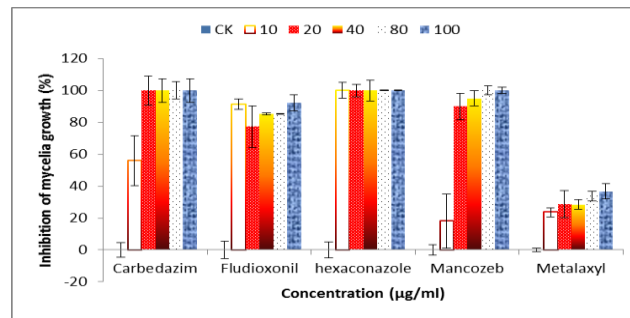 CK 10 20 40 80 100
120
100
80
60
40
20
0
-20
Inhibition of mycelia growth (%)
Carbedazim Fludioxonil hexaconazole Mancozeb Metalaxyl
Concentration (µg/ml)